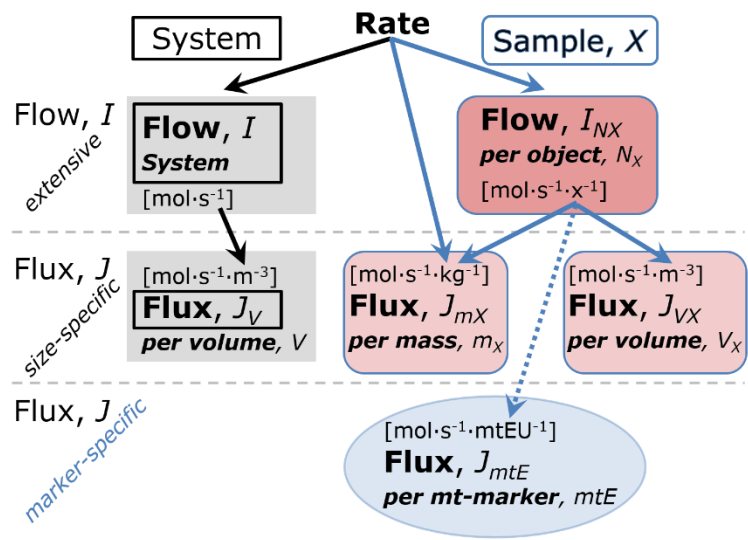 Rate
System
Sample, X
Flow, I
extensive
Flow, I
System
[mol·s⁻¹]
Flow, I_NX
per object, N_X
[mol·s⁻¹·x⁻¹]
Flux, J
size-specific
[mol·s⁻¹·m⁻³]
Flux, J_V
per volume, V
[mol·s⁻¹·kg⁻¹]
Flux, J_mX
per mass, m_X
[mol·s⁻¹·m⁻³]
Flux, J_VX
per volume, V_X
Flux, J
marker-specific
[mol·s⁻¹·mtEU⁻¹]
Flux, J_mtE
per mt-marker, mtE